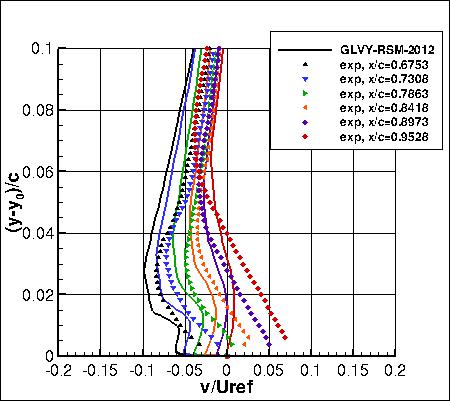 GLVY-RSM-2012
exp, x/c=0.6753
exp, x/c=0.7308
exp, x/c=0.7863
exp, x/c=0.8418
exp, x/c=0.8973
exp, x/c=0.9528
0.1
0.08
0.06
0.04
0.02
0
(y-y₀)/c
-0.2 -0.15 -0.1 -0.05 0 0.05 0.1 0.15 0.2
v/Uref